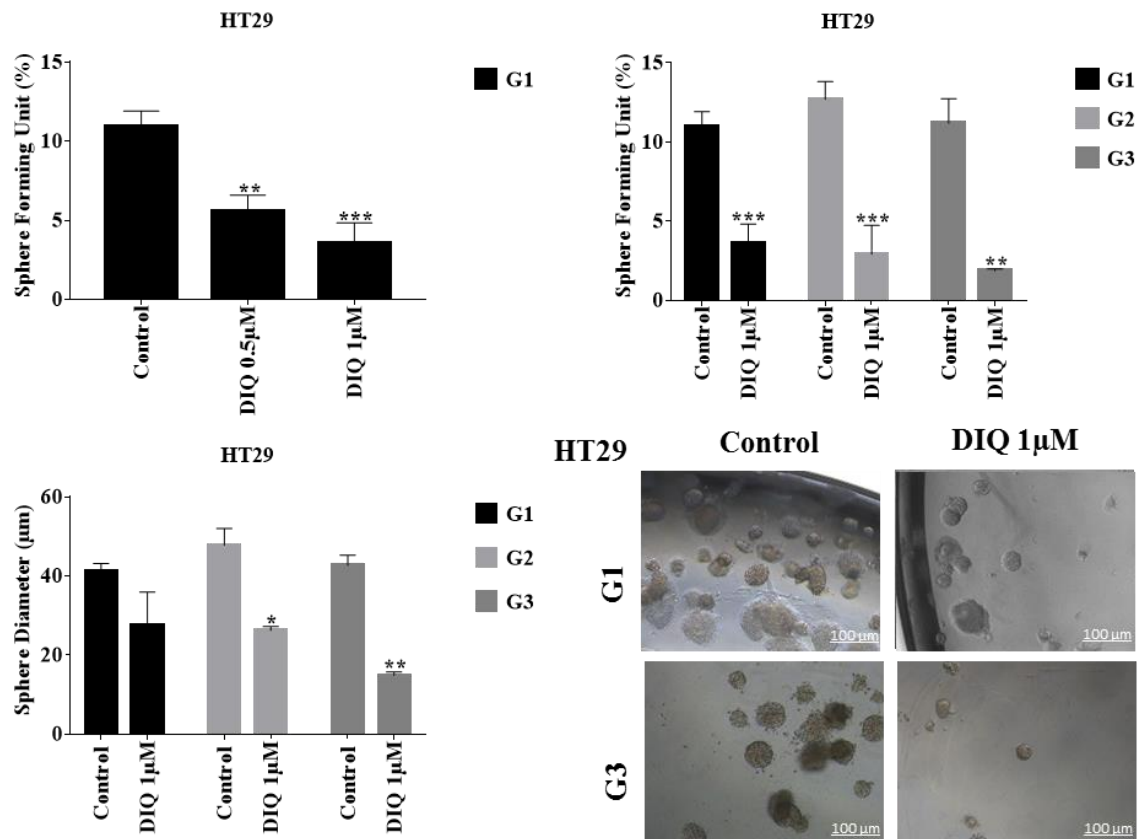 HT29
Sphere Forming Unit (%)
15
10
5
0
**
***
Control
DIQ 0.5µM
DIQ 1µM
G1
HT29
Sphere Forming Unit (%)
15
10
5
0
***
***
**
Control
DIQ 1µM
Control
DIQ 1µM
Control
DIQ 1µM
G1
G2
G3
HT29
Sphere Diameter (µm)
60
40
20
0
*
**
Control
DIQ 1µM
Control
DIQ 1µM
Control
DIQ 1µM
G1
G2
G3
HT29
Control
DIQ 1µM
G1
100 µm
100 µm
G3
100 µm
100 µm